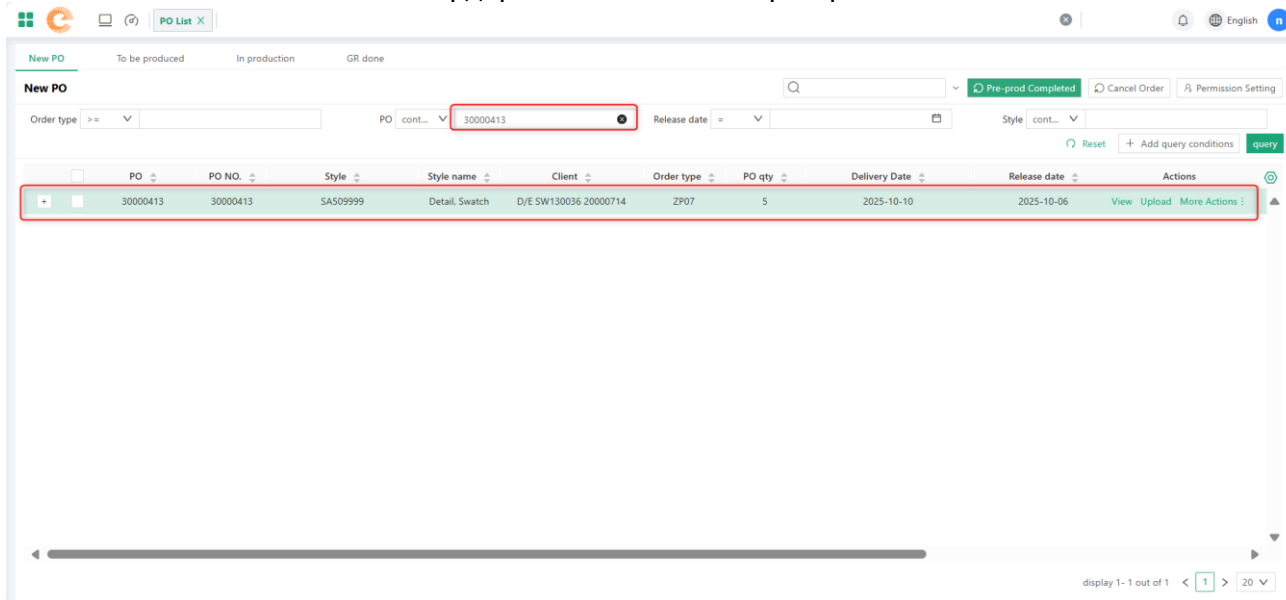 PO List
English
n
New PO To be produced In production GR done
New PO Pre-prod Completed Cancel Order Permission Setting
Order type >= PO cont... 30000413 Release date = Style cont...
Reset + Add query conditions query
PO PO NO. Style Style name Client Order type PO qty Delivery Date Release date Actions
+ 30000413 30000413 SA509999 Detail, Swatch D/E SW130036 20000714 ZP07 5 2025-10-10 2025-10-06 View Upload More Actions
display 1- 1 out of 1 < 1 > 20